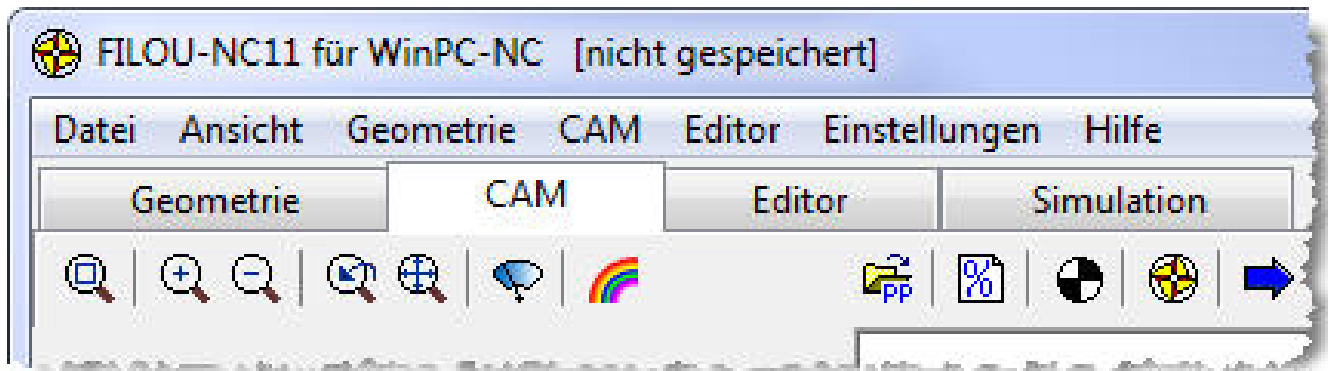 FILOU-NC11 für WinPC-NC [nicht gespeichert]
Datei Ansicht Geometrie CAM Editor Einstellungen Hilfe
Geometrie CAM Editor Simulation
PP %